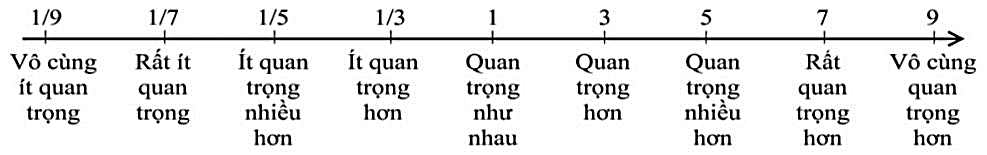 1/9 1/7 1/5 1/3 1 3 5 7 9
Vô cùng Rất ít Ít quan Ít quan Quan Quan Quan Rất Vô cùng
ít quan quan trọng trọng trọng trọng trọng quan quan
trọng trọng nhiều hơn như hơn nhiều trọng trọng
hơn nhau hơn hơn hơn